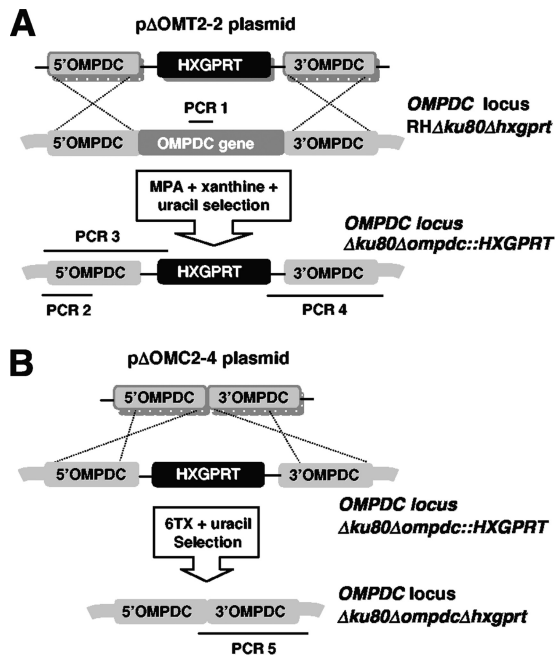 A
pΔOMT2-2 plasmid
5'OMPDC HXGPRT 3'OMPDC
PCR 1
OMPDC locus
RHΔku80Δhxgprt
5'OMPDC OMPDC gene 3'OMPDC
MPA + xanthine +
uracil selection
OMPDC locus
Δku80Δompdc::HXGPRT
PCR 3
5'OMPDC HXGPRT 3'OMPDC
PCR 2 PCR 4
B
pΔOMC2-4 plasmid
5'OMPDC 3'OMPDC
5'OMPDC HXGPRT 3'OMPDC
OMPDC locus
Δku80Δompdc::HXGPRT
6TX + uracil
Selection
OMPDC locus
Δku80ΔompdcΔhxgprt
5'OMPDC 3'OMPDC
PCR 5